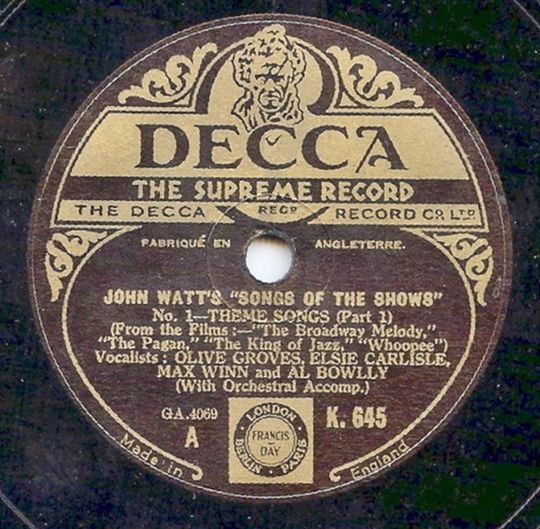 DECCA
THE SUPREME RECORD
THE DECCA REGD RECORD CO. LTD
FABRIQUÉ EN ANGLETERRE.
JOHN WATT'S "SONGS OF THE SHOWS"
No. 1—THEME SONGS (Part 1)
(From the Films:—"The Broadway Melody,"
"The Pagan," "The King of Jazz," "Whoopee")
Vocalists: OLIVE GROVES, ELSIE CARLISLE,
MAX WINN and AL BOWLLY
(With Orchestral Accomp.)
GA.4069
A
LONDON
FRANCIS
DAY
BERLIN PARIS
K. 645
Made in England